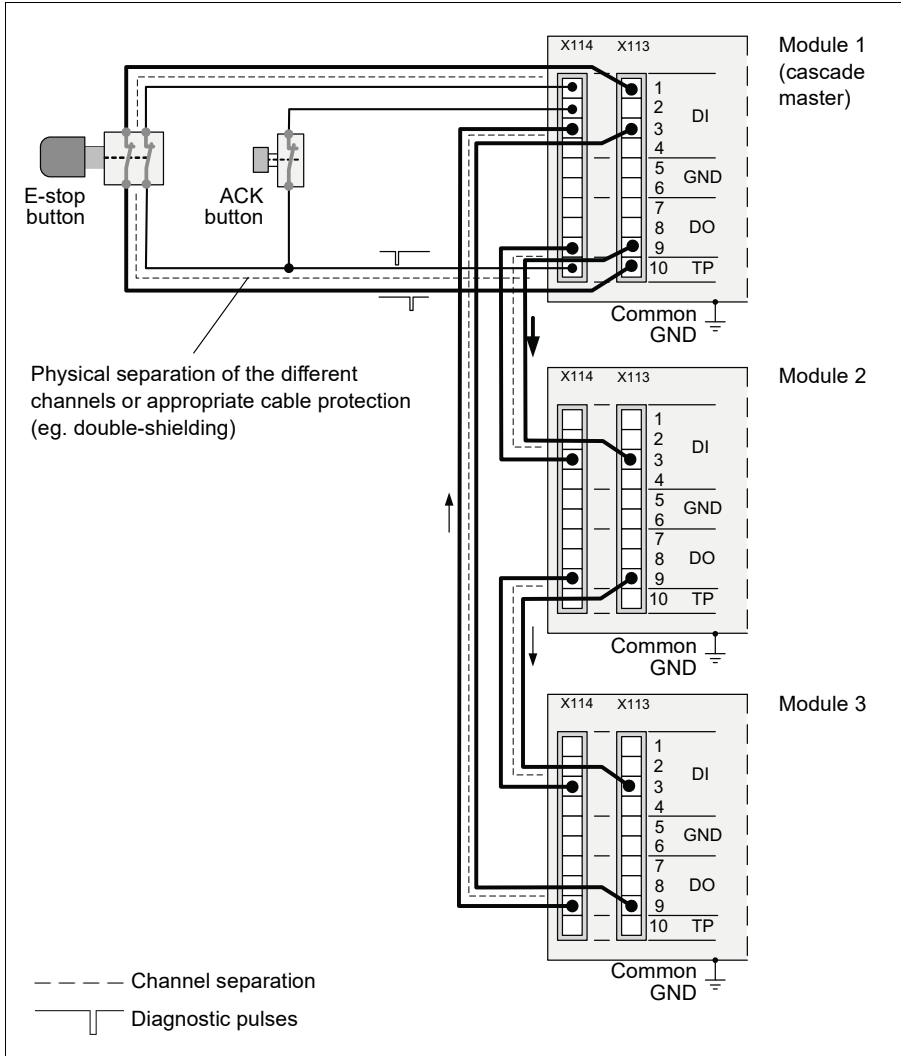 X114 X113
Module 1
(cascade
master)
1
2
3
4
5
6
7
8
9
10
DI
GND
DO
TP
E-stop
button
ACK
button
Common
GND
Physical separation of the different
channels or appropriate cable protection
(eg. double-shielding)
X114 X113
Module 2
1
2
3
4
5
6
7
8
9
10
DI
GND
DO
TP
Common
GND
X114 X113
Module 3
1
2
3
4
5
6
7
8
9
10
DI
GND
DO
TP
Common
GND
Channel separation
Diagnostic pulses